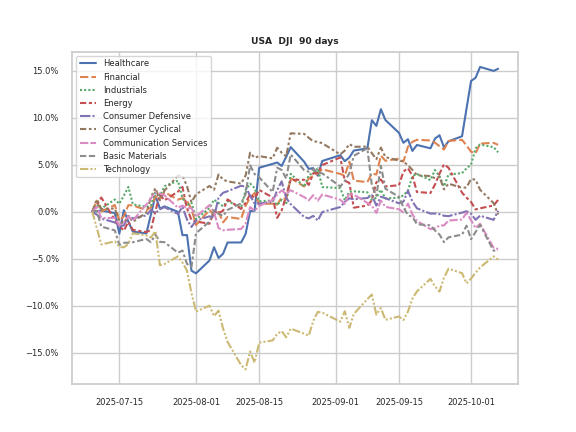 USA DJI 90 days
Healthcare
Financial
Industrials
Energy
Consumer Defensive
Consumer Cyclical
Communication Services
Basic Materials
Technology
15.0%
10.0%
5.0%
0.0%
−5.0%
−10.0%
−15.0%
2025-07-15
2025-08-01
2025-08-15
2025-09-01
2025-09-15
2025-10-01